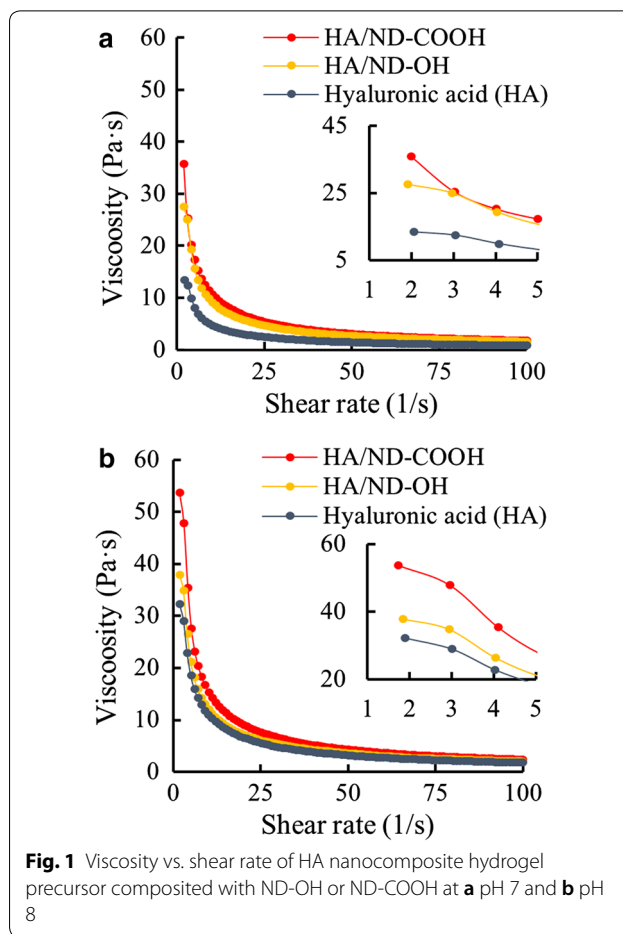 a
60
50
40
30
20
10
0
Viscoosity (Pa·s)
HA/ND-COOH
HA/ND-OH
Hyaluronic acid (HA)
45
25
5
1 2 3 4 5
0 25 50 75 100
Shear rate (1/s)
b
60
50
40
30
20
10
0
Viscosity (Pa·s)
HA/ND-COOH
HA/ND-OH
Hyaluronic acid (HA)
60
40
20
1 2 3 4 5
0 25 50 75 100
Shear rate (1/s)
Fig. 1 Viscosity vs. shear rate of HA nanocomposite hydrogel
precursor composited with ND-OH or ND-COOH at a pH 7 and b pH
8